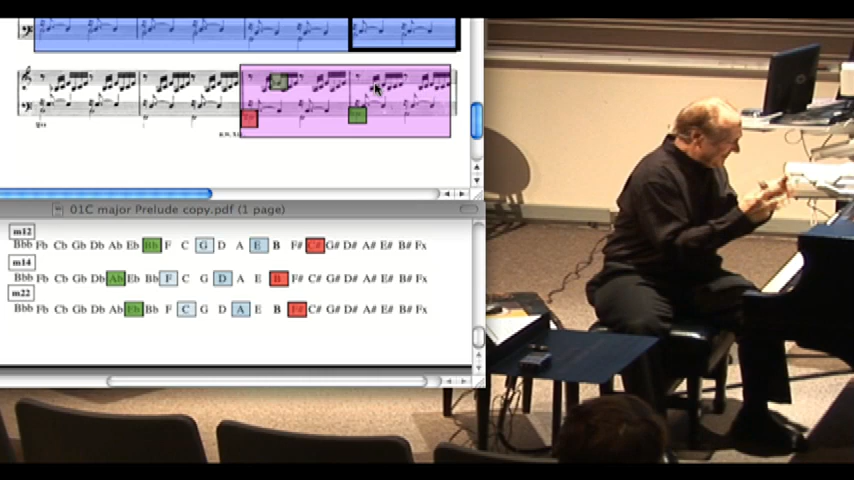 01C major Prelude copy.pdf (1 page)
m12
Bbb Fb Cb Gb Db Ab Eb Bb F C G D A E B F# C# G# D# A# E# B# Fx
m14
Bbb Fb Cb Gb Db Ab Eb Bb F C G D A E B F# C# G# D# A# E# B# Fx
m22
Bbb Fb Cb Gb Db Ab Eb Bb F C G D A E B F# C# G# D# A# E# B# Fx